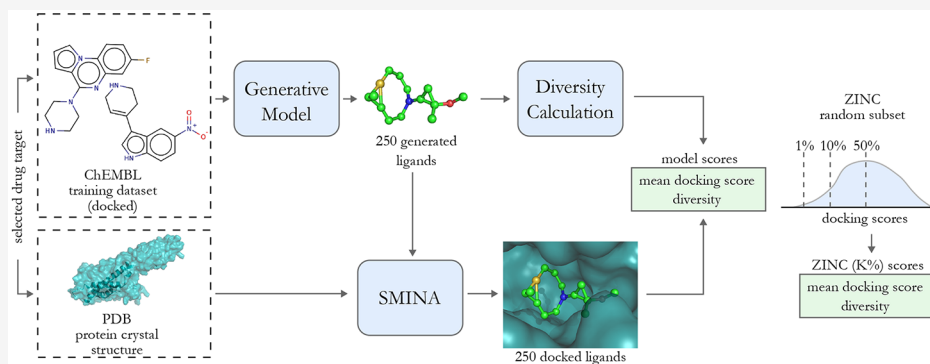 selected drug target
F
N
N
N
HN
HN
O
N+
O-
HN
ChEMBL
training dataset
(docked)
PDB
protein crystal
structure
Generative
Model
250 generated
ligands
Diversity
Calculation
SMINA
250 docked ligands
model scores
mean docking score
diversity
ZINC
random subset
1% 10% 50%
docking scores
ZINC (K%) scores
mean docking score
diversity